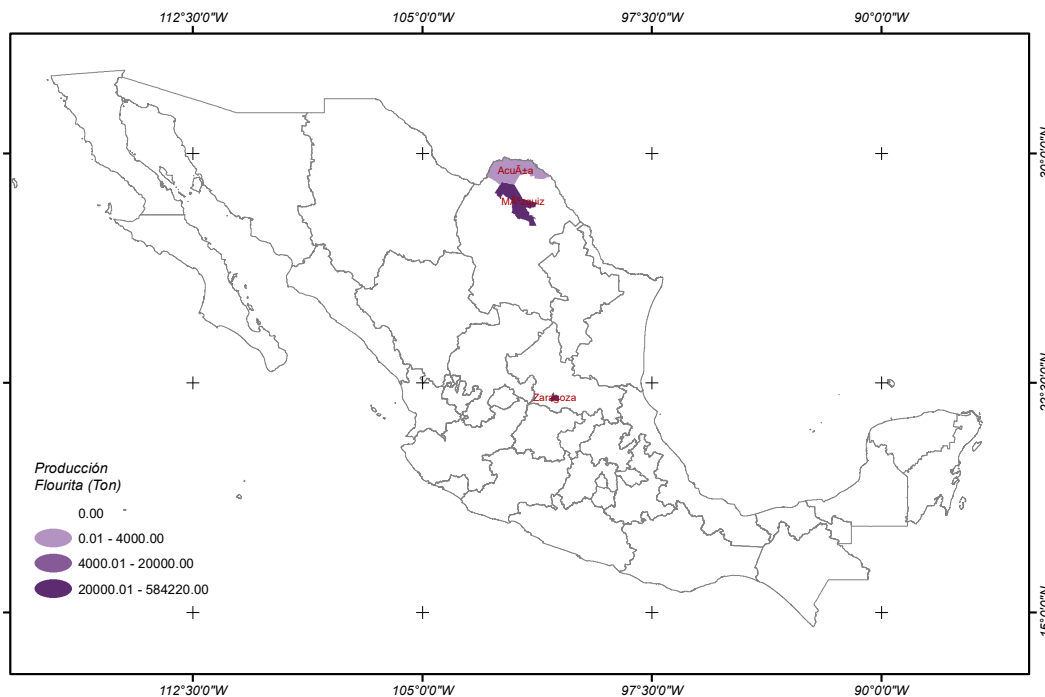 112°30'0"W 105°0'0"W 97°30'0"W 90°0'0"W
AcuÃ±a
Zaragoza
Producción
Flourita (Ton)
0.00 -
0.01 - 4000.00
4000.01 - 20000.00
20000.01 - 584220.00
112°30'0"W 105°0'0"W 97°30'0"W 90°0'0"W